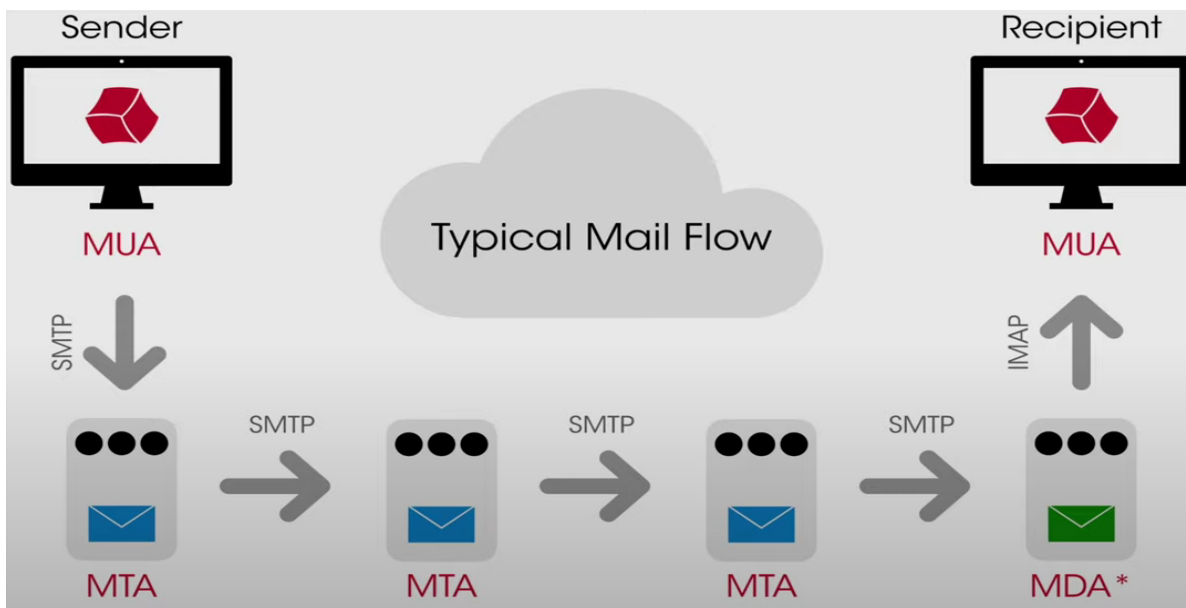 Sender
Recipient
Typical Mail Flow
MUA
MUA
SMTP
IMAP
SMTP
SMTP
SMTP
MTA
MTA
MTA
MDA*